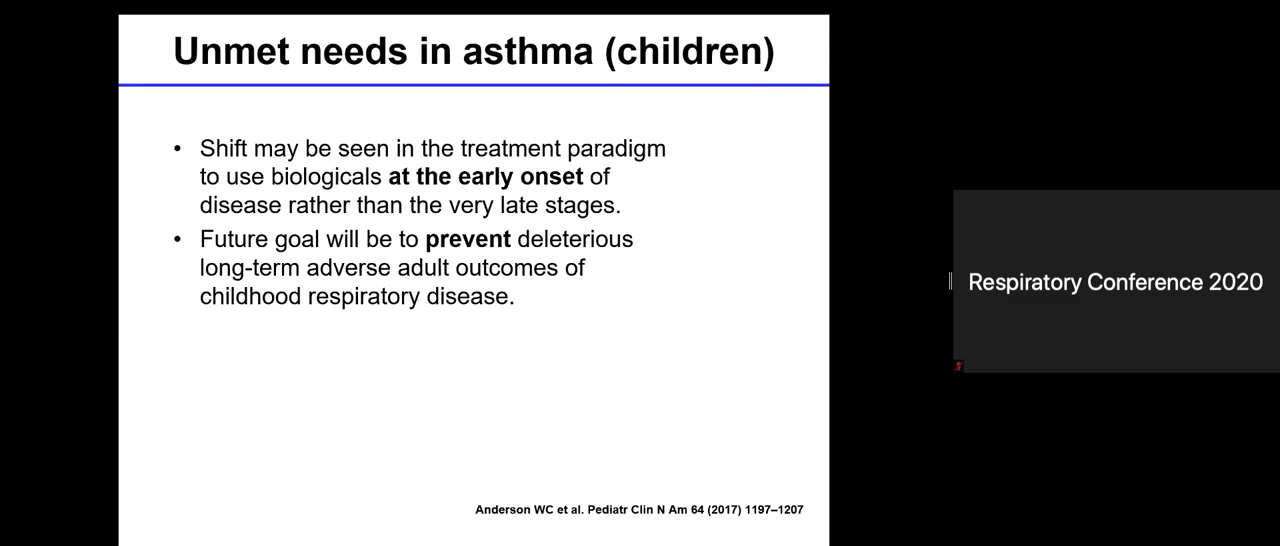 Unmet needs in asthma (children)
• Shift may be seen in the treatment paradigm
to use biologicals at the early onset of
disease rather than the very late stages.
• Future goal will be to prevent deleterious
long-term adverse adult outcomes of
childhood respiratory disease.
Anderson WC et al. Pediatr Clin N Am 64 (2017) 1197–1207
Respiratory Conference 2020